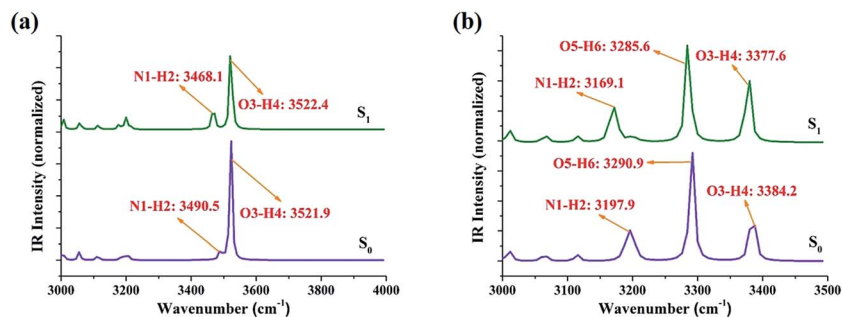 (a)
IR Intensity (normalized)
N1-H2: 3468.1
O3-H4: 3522.4
S1
N1-H2: 3490.5
O3-H4: 3521.9
S0
3000 3200 3400 3600 3800 4000
Wavenumber (cm-1)
(b)
IR Intensity (normalized)
O5-H6: 3285.6
O3-H4: 3377.6
N1-H2: 3169.1
S1
O5-H6: 3290.9
O3-H4: 3384.2
N1-H2: 3197.9
S0
3000 3100 3200 3300 3400 3500
Wavenumber (cm-1)